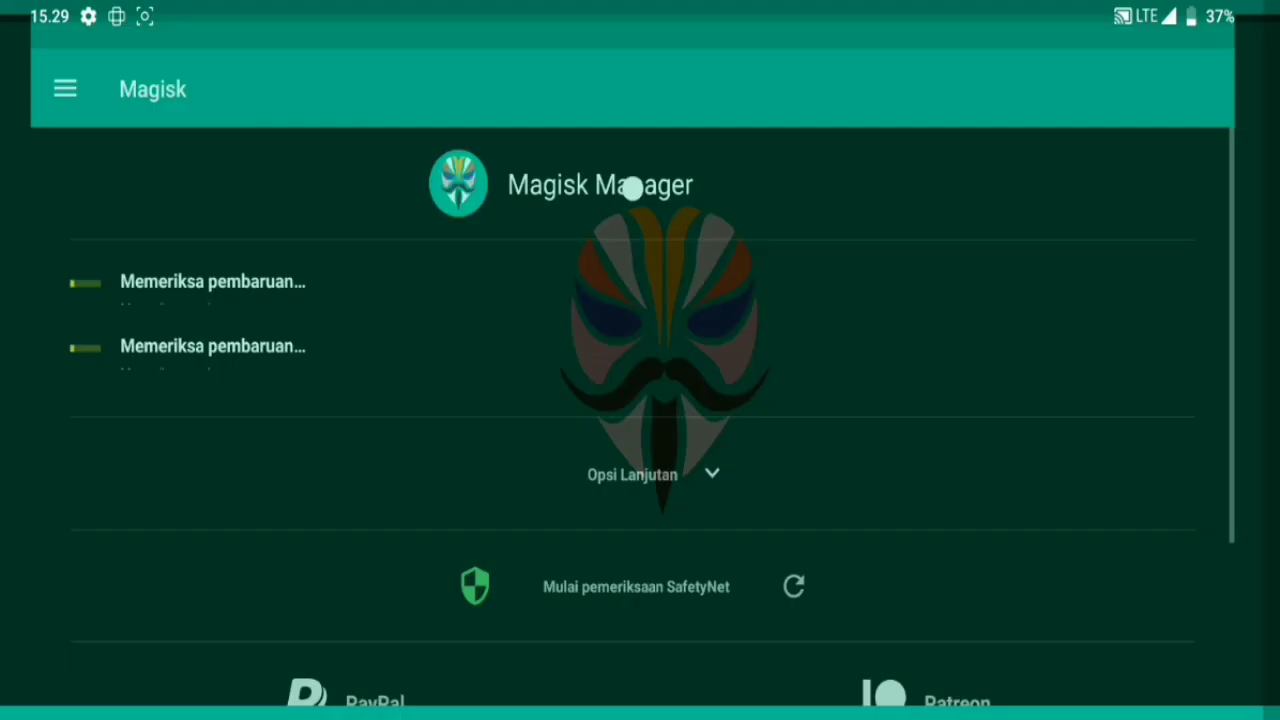 15.29 LTE 37%
Magisk
Magisk Manager
Memeriksa pembaruan...
Memeriksa pembaruan...
Opsi Lanjutan
Mulai pemeriksaan SafetyNet
PayPal Patreon